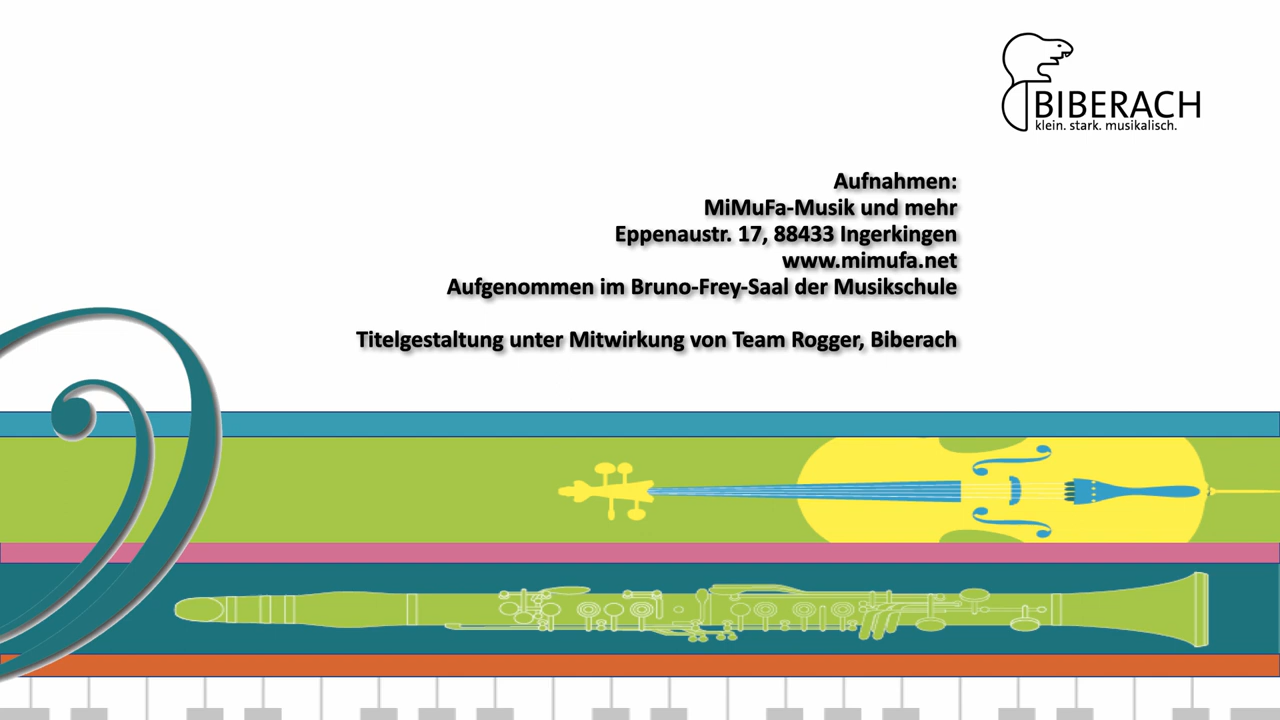 BIBERACH
klein. stark. musikalisch.
Aufnahmen:
MiMuFa-Musik und mehr
Eppenaustr. 17, 88433 Ingerkingen
www.mimufa.net
Aufgenommen im Bruno-Frey-Saal der Musikschule
Titelgestaltung unter Mitwirkung von Team Rogger, Biberach